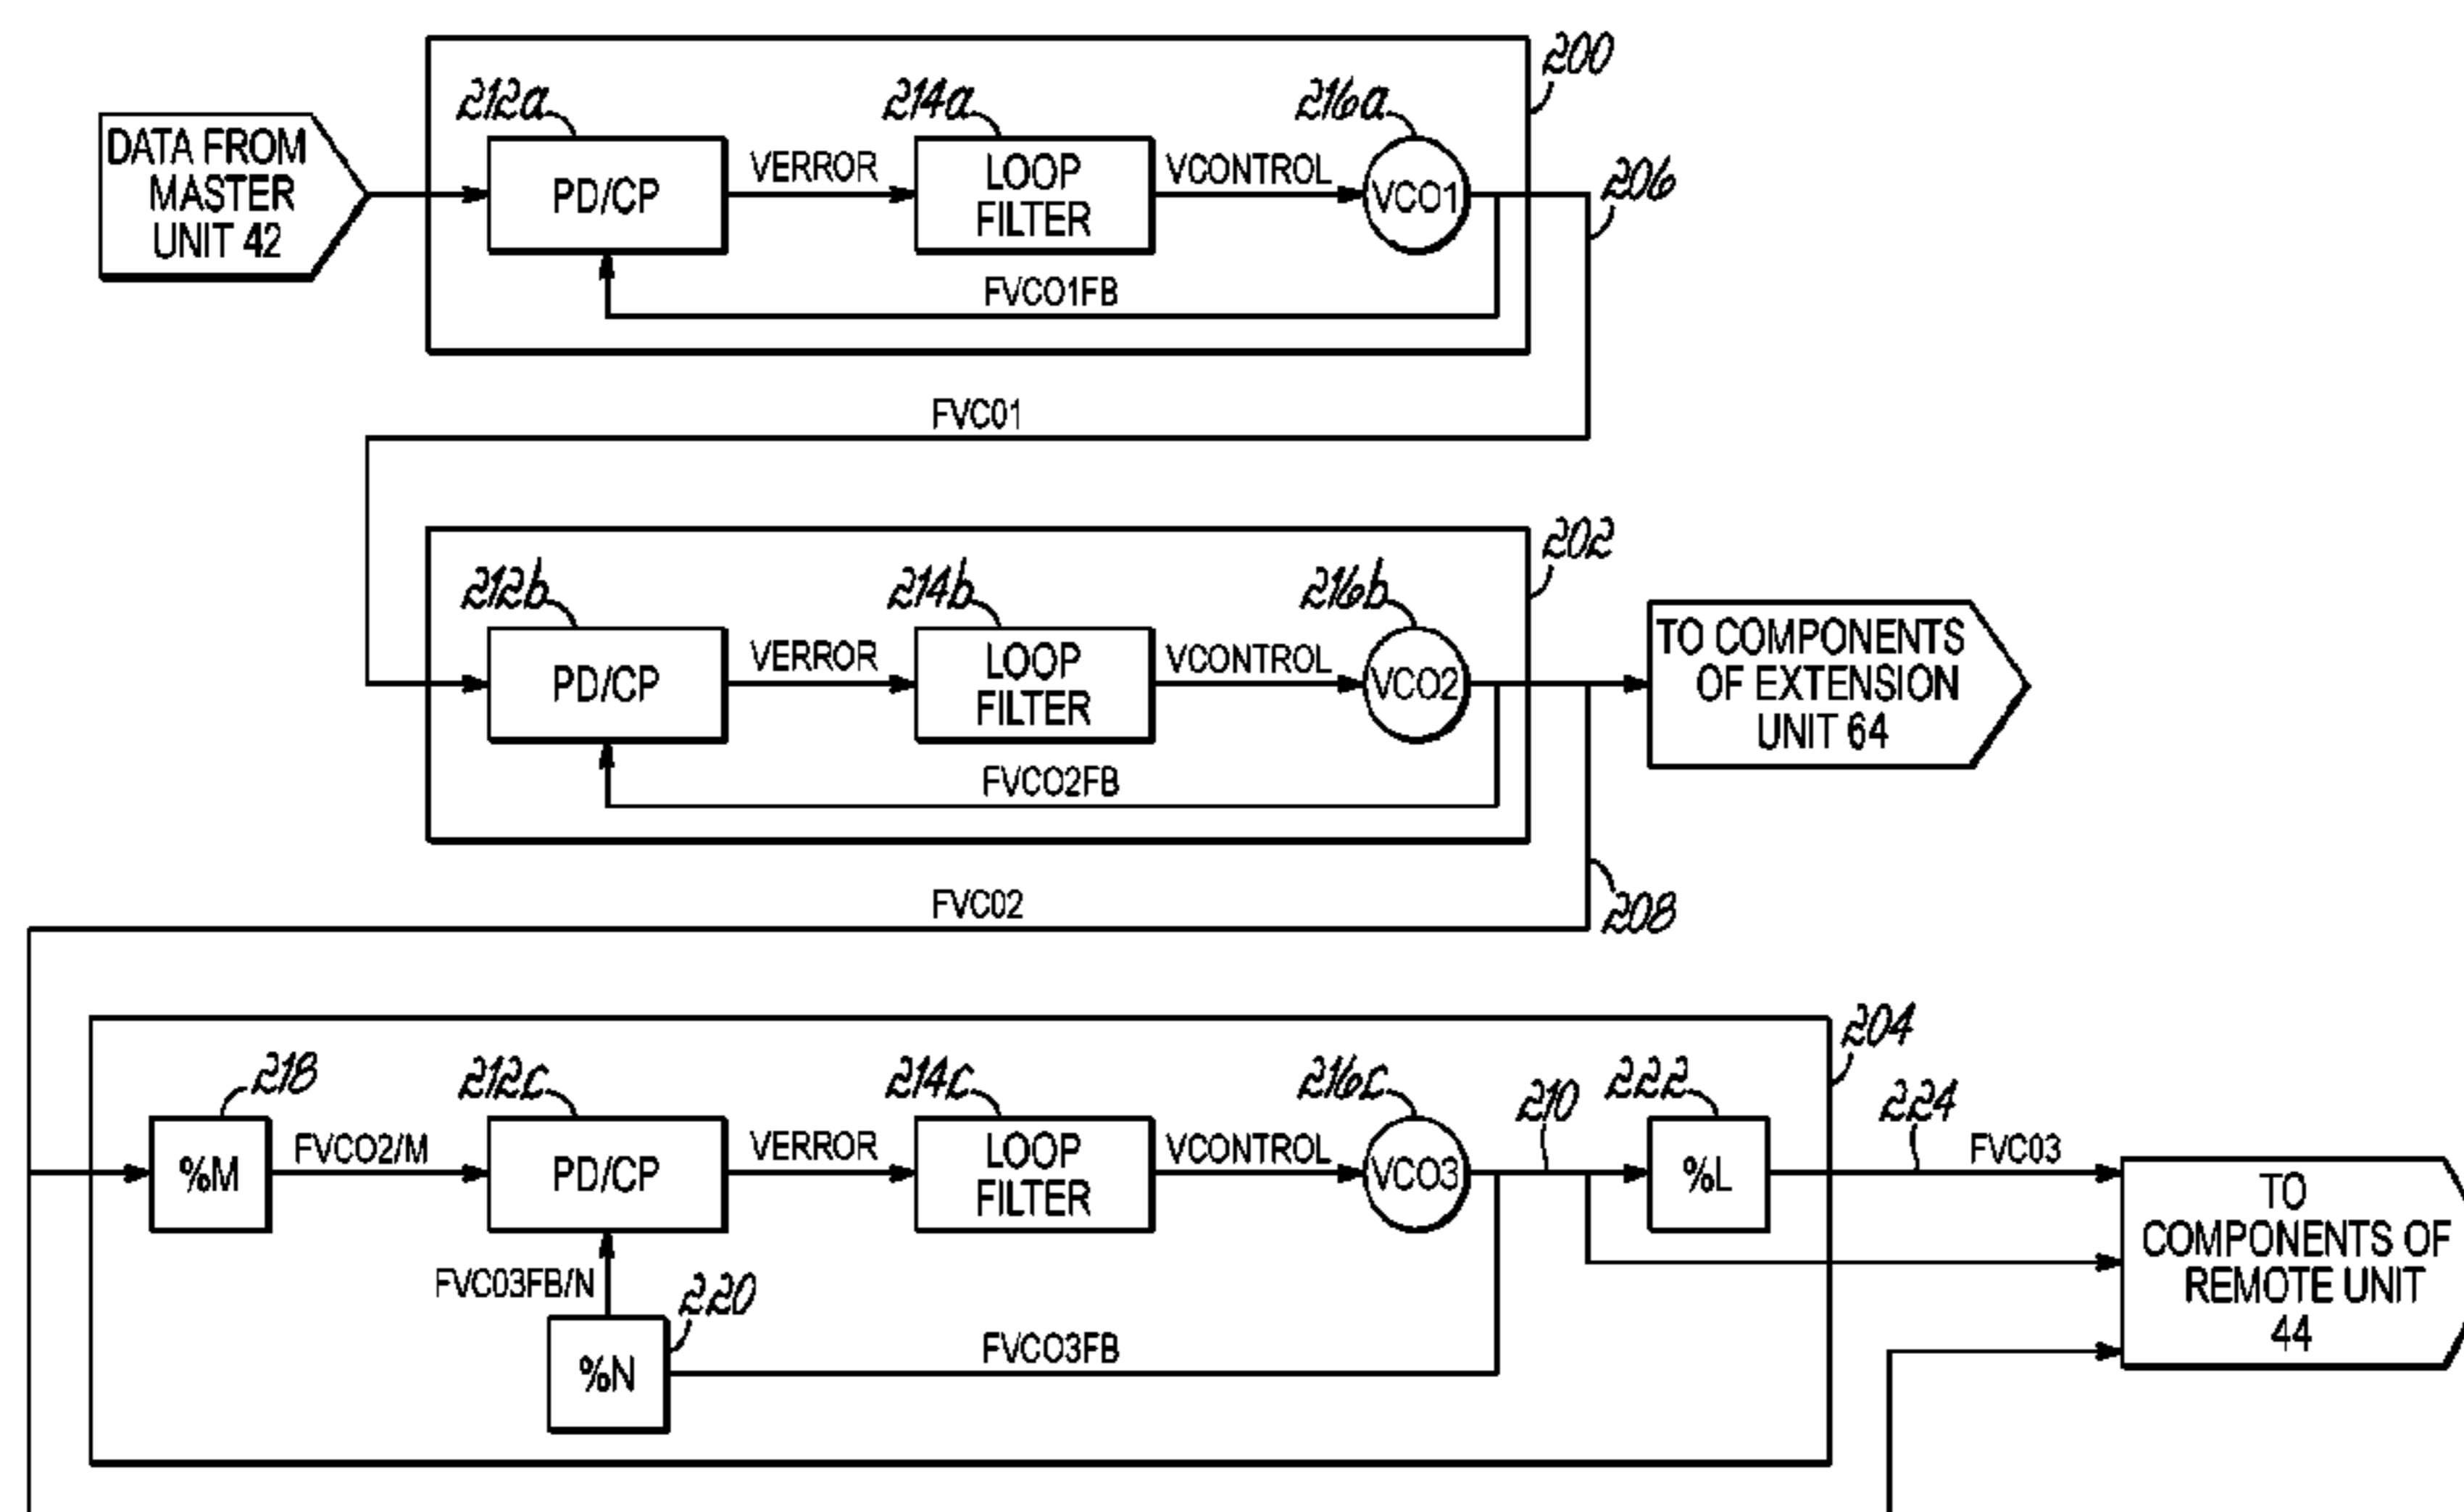 200
212a
214a
216a
DATA FROM
MASTER
UNIT 42
PD/CP
VERROR
LOOP
FILTER
VCONTROL
VCO1
206
FVCO1FB
FVC01
202
212b
214b
216b
PD/CP
VERROR
LOOP
FILTER
VCONTROL
VCO2
TO COMPONENTS
OF EXTENSION
UNIT 64
FVCO2FB
FVC02
208
204
218
212c
214c
216c
210
222
224
%M
FVCO2/M
PD/CP
VERROR
LOOP
FILTER
VCONTROL
VCO3
%L
FVC03
TO
COMPONENTS OF
REMOTE UNIT
44
FVC03FB/N
220
%N
FVCO3FB